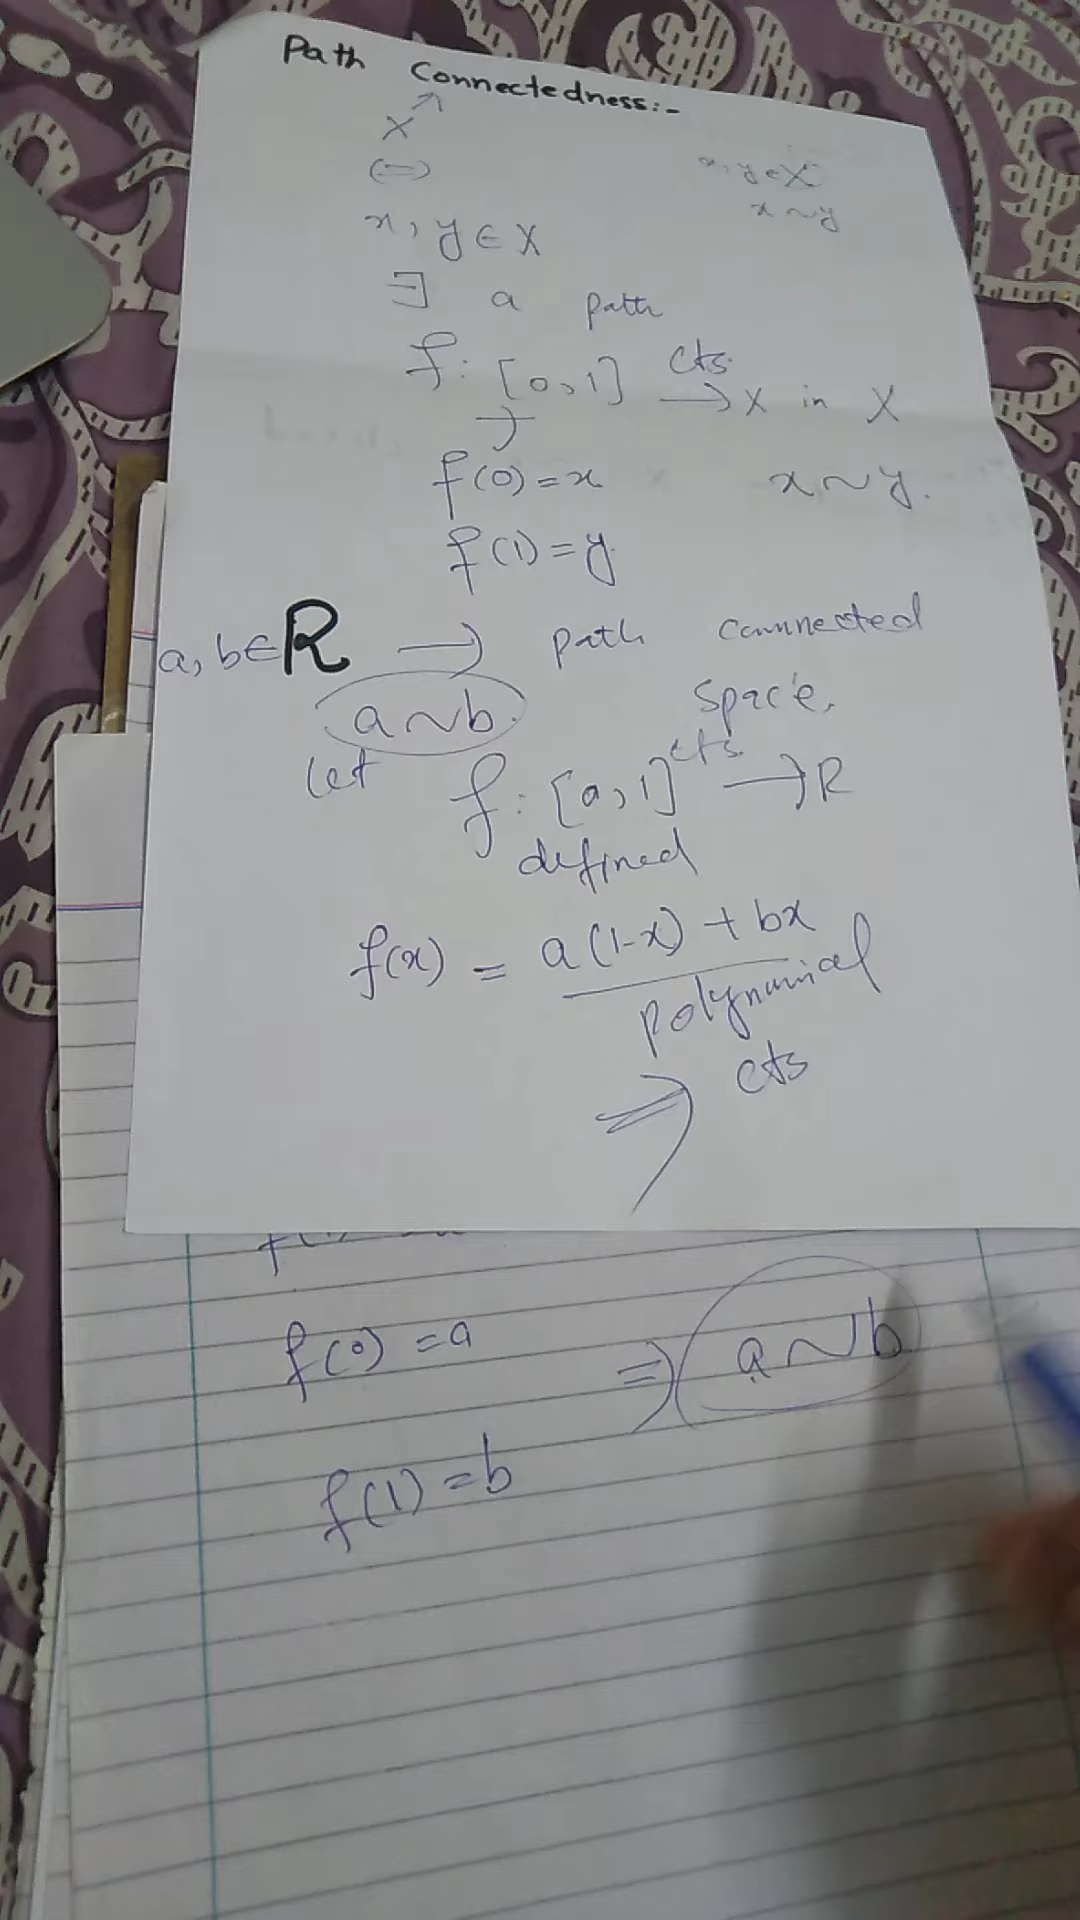 Path Connectedness:-
X
(=)
x, y ∈ X
x, y ∈ X
x ~ y
∃ a path
f: [0,1] cts. → X in X
f(0) = x
x ~ y.
f(1) = y
a, b ∈ R → path connected space.
a ~ b.
Let f: [a,1] cts. → R
defined
f(x) = a(1-x) + bx
polynomial
⇒ cts
f(0) = a
⇒ a ~ b
f(1) = b